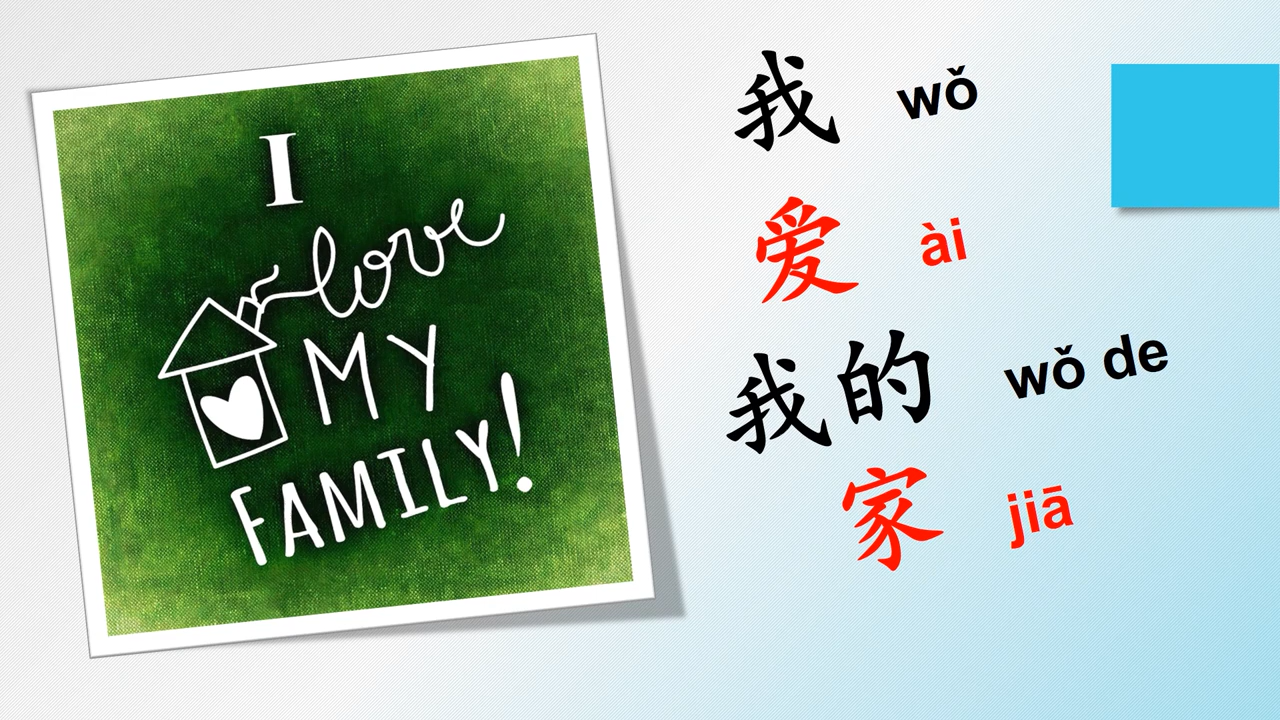 I
love
MY
FAMILY!
我 wǒ
爱 ài
我的 wǒ de
家 jiā